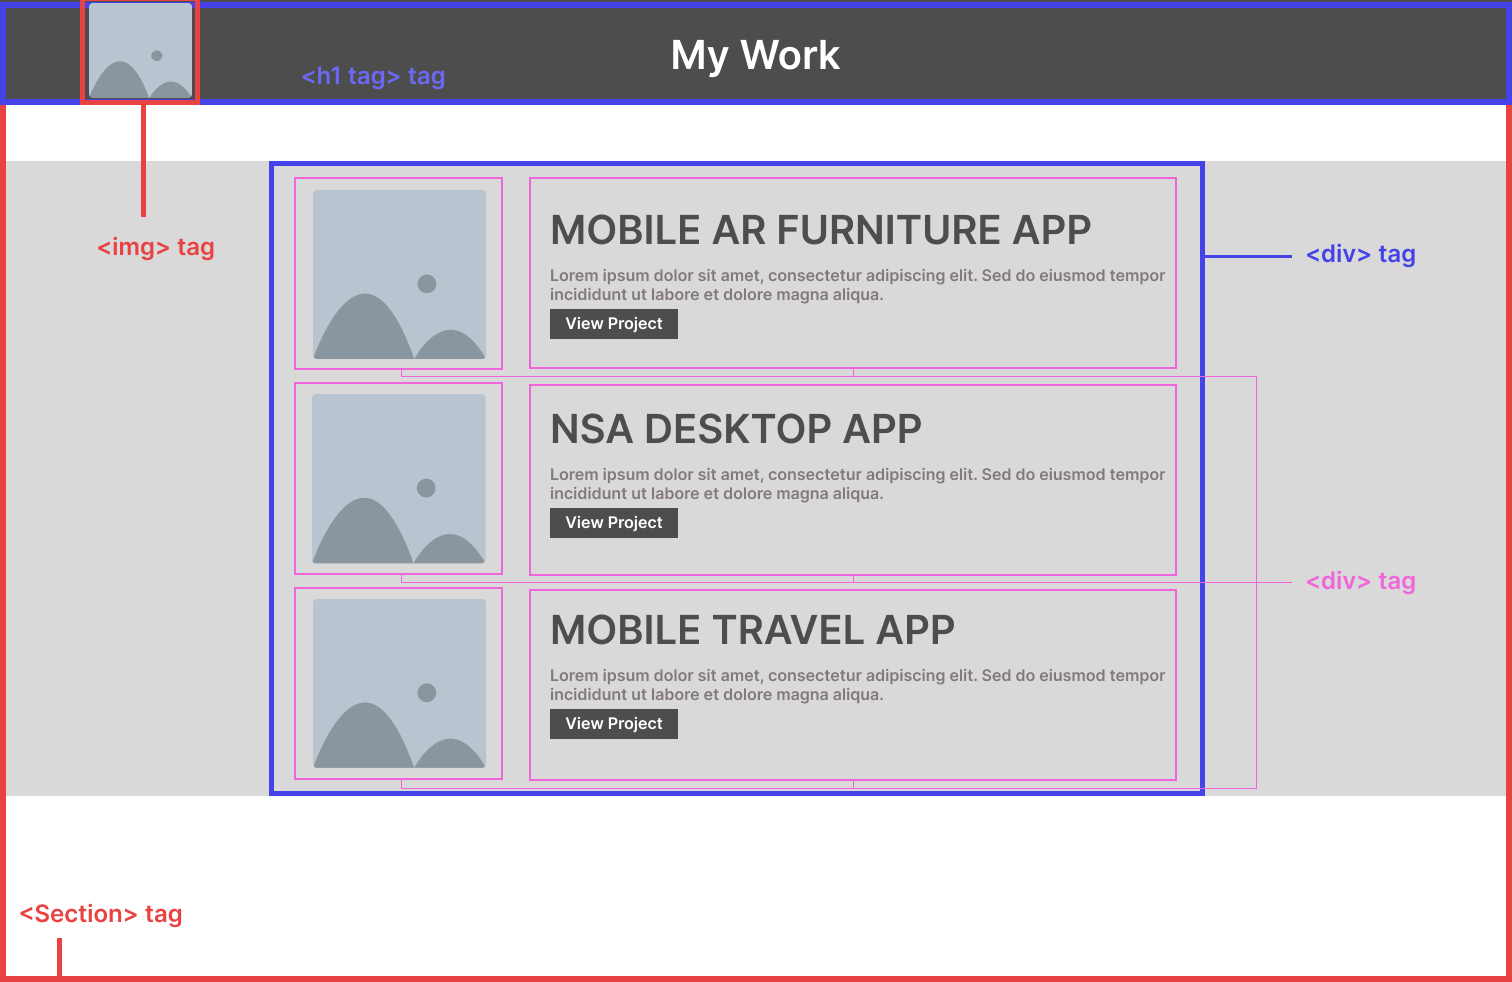 My Work
<h1 tag> tag
<img> tag
MOBILE AR FURNITURE APP
Lorem ipsum dolor sit amet, consectetur adipiscing elit. Sed do eiusmod tempor
incididunt ut labore et dolore magna aliqua.
View Project
<div> tag
NSA DESKTOP APP
Lorem ipsum dolor sit amet, consectetur adipiscing elit. Sed do eiusmod tempor
incididunt ut labore et dolore magna aliqua.
View Project
<div> tag
MOBILE TRAVEL APP
Lorem ipsum dolor sit amet, consectetur adipiscing elit. Sed do eiusmod tempor
incididunt ut labore et dolore magna aliqua.
View Project
<Section> tag